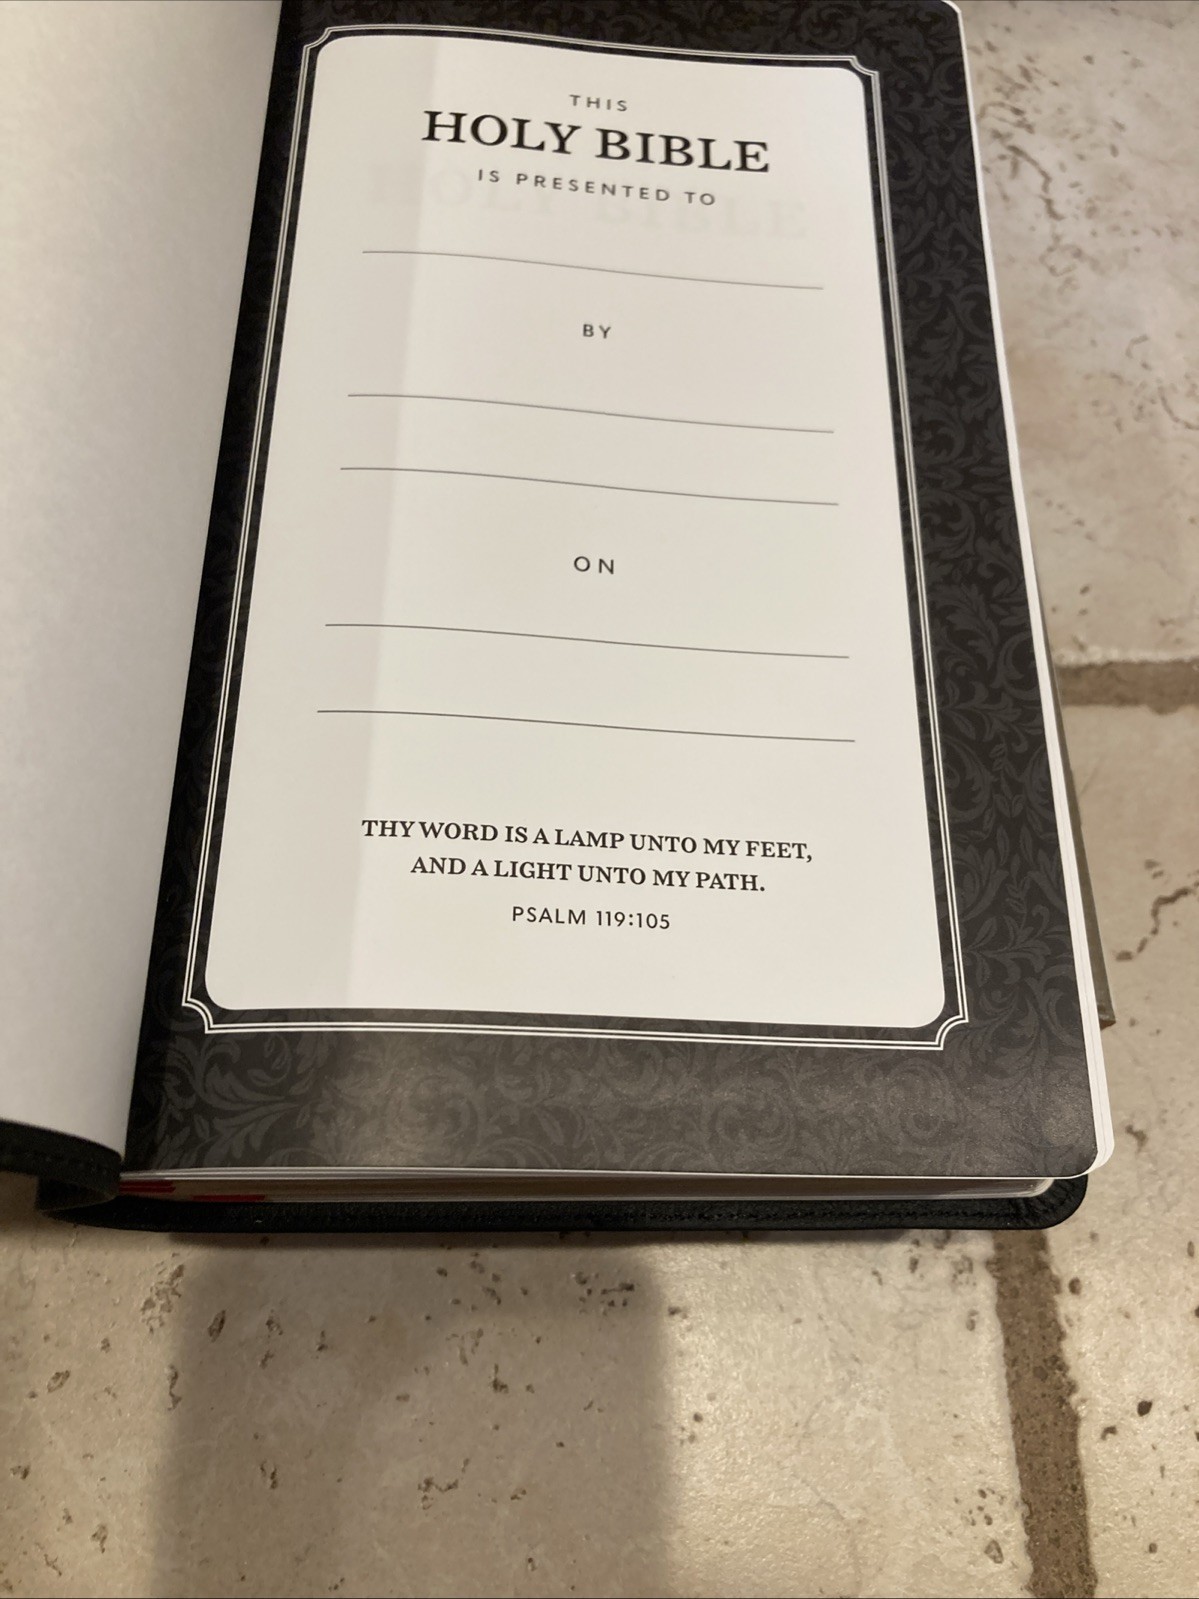 THIS
HOLY BIBLE
IS PRESENTED TO
BY
ON
THY WORD IS A LAMP UNTO MY FEET,
AND A LIGHT UNTO MY PATH.
PSALM 119:105